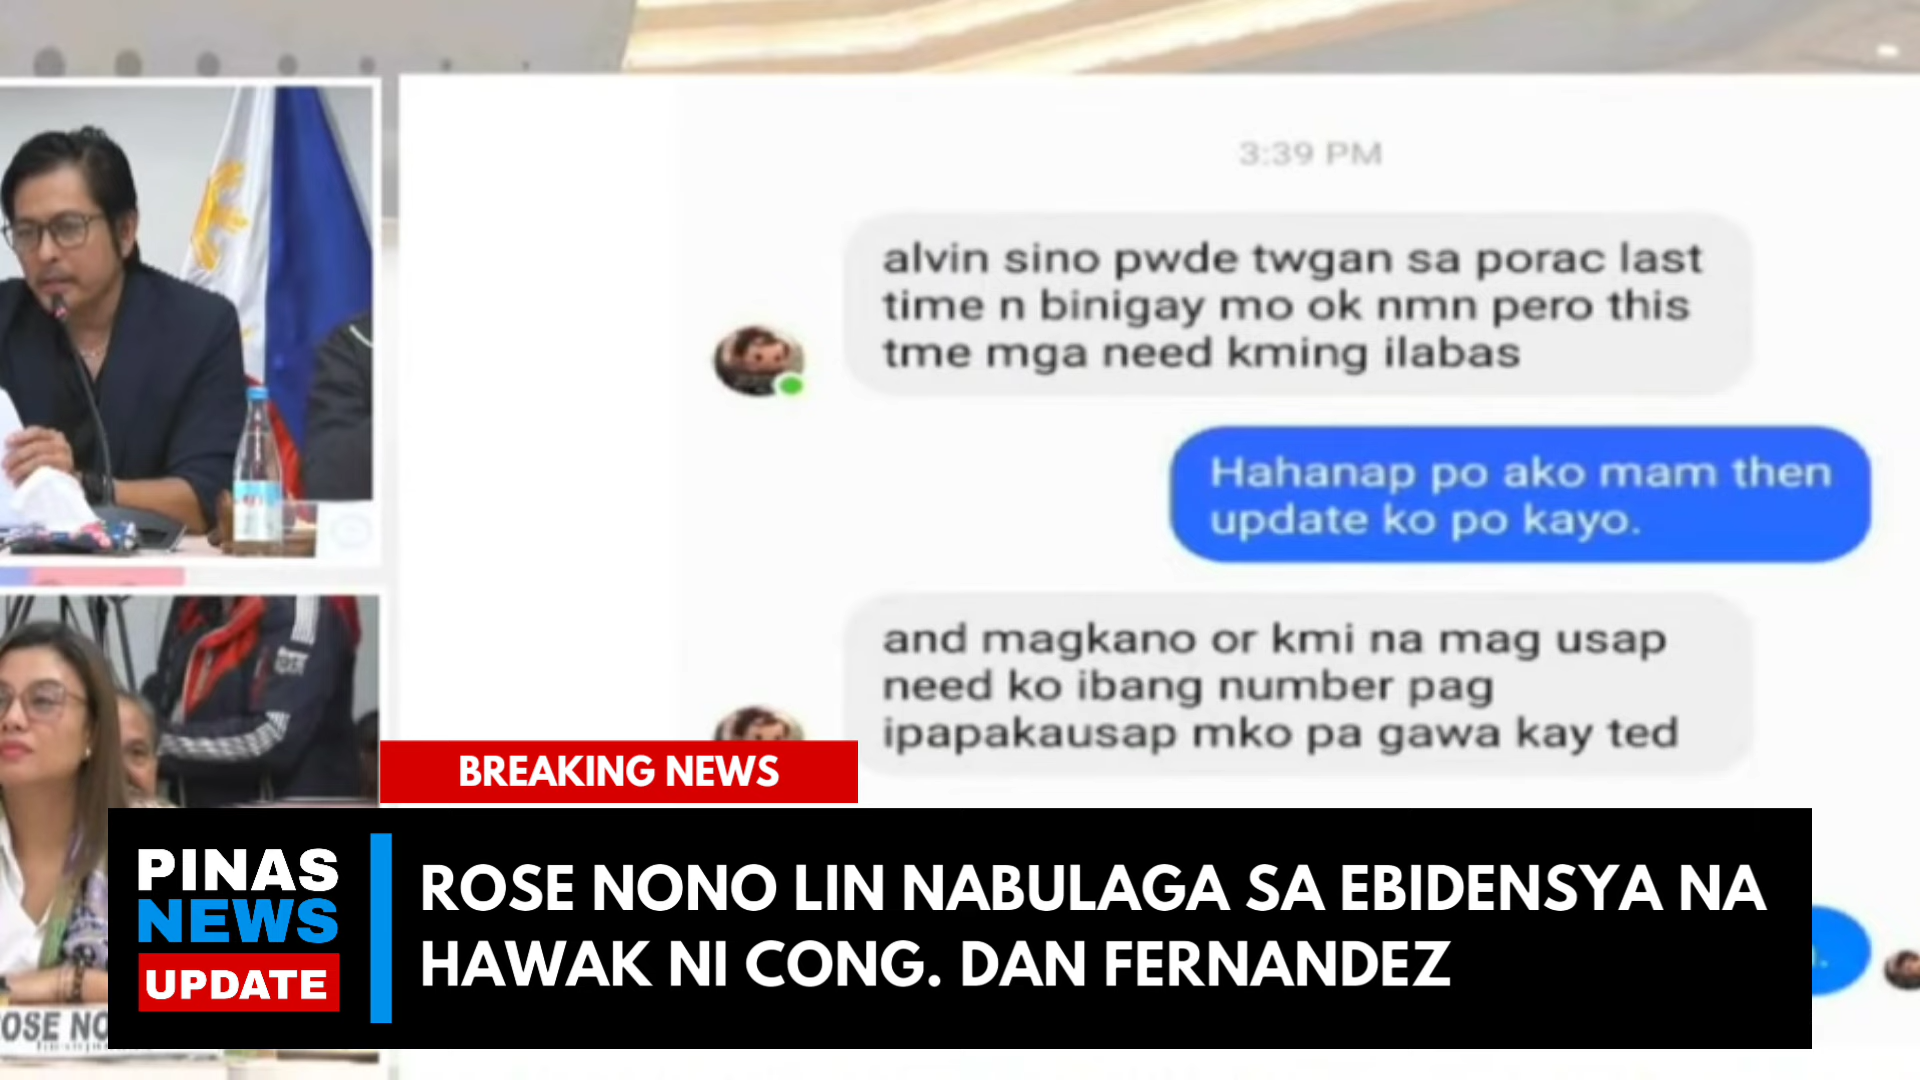 3:39 PM
alvin sino pwde twgan sa porac last
time n binigay mo ok nmn pero this
tme mga need kming ilabas
Hahanap po ako mam then
update ko po kayo.
and magkano or kmi na mag usap
need ko ibang number pag
ipapakausap mko pa gawa kay ted
BREAKING NEWS
PINAS
NEWS
UPDATE
ROSE NONO LIN NABULAGA SA EBIDENSYA NA
HAWAK NI CONG. DAN FERNANDEZ
OSE NO